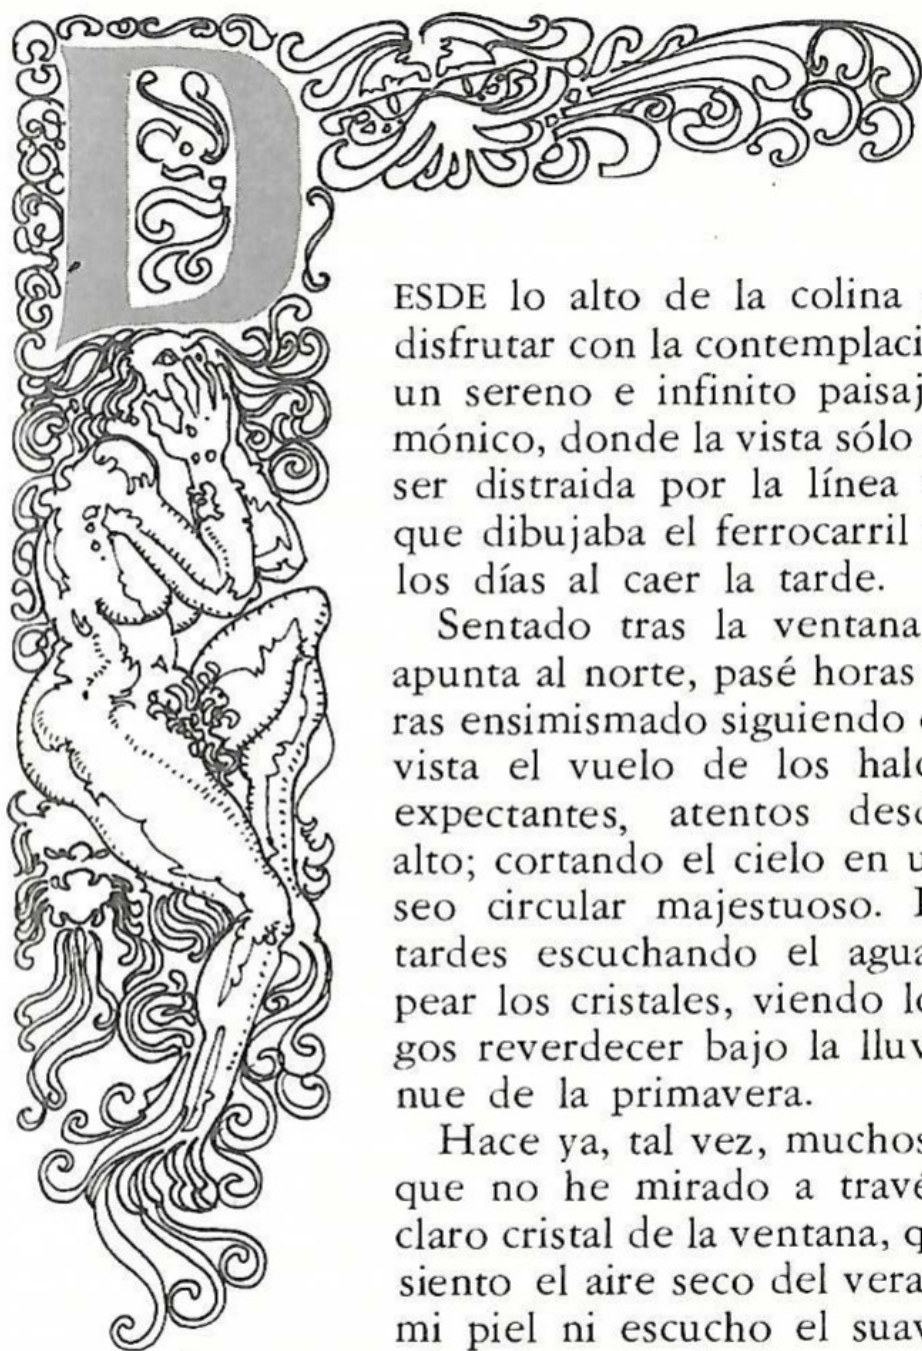 DESDE lo alto de la colina
disfrutar con la contemplaci
un sereno e infinito paisaj
mónico, donde la vista sólo
ser distraida por la línea
que dibujaba el ferrocarril
los días al caer la tarde.
Sentado tras la ventana
apunta al norte, pasé horas
ras ensimismado siguiendo
vista el vuelo de los halc
expectantes, atentos desd
alto; cortando el cielo en u
seo circular majestuoso.
tardes escuchando el agua
pear los cristales, viendo lo
gos reverdecer bajo la lluv
nue de la primavera.
Hace ya, tal vez, muchos
que no he mirado a travé
claro cristal de la ventana, q
siento el aire seco del vera
mi piel ni escucho el suav